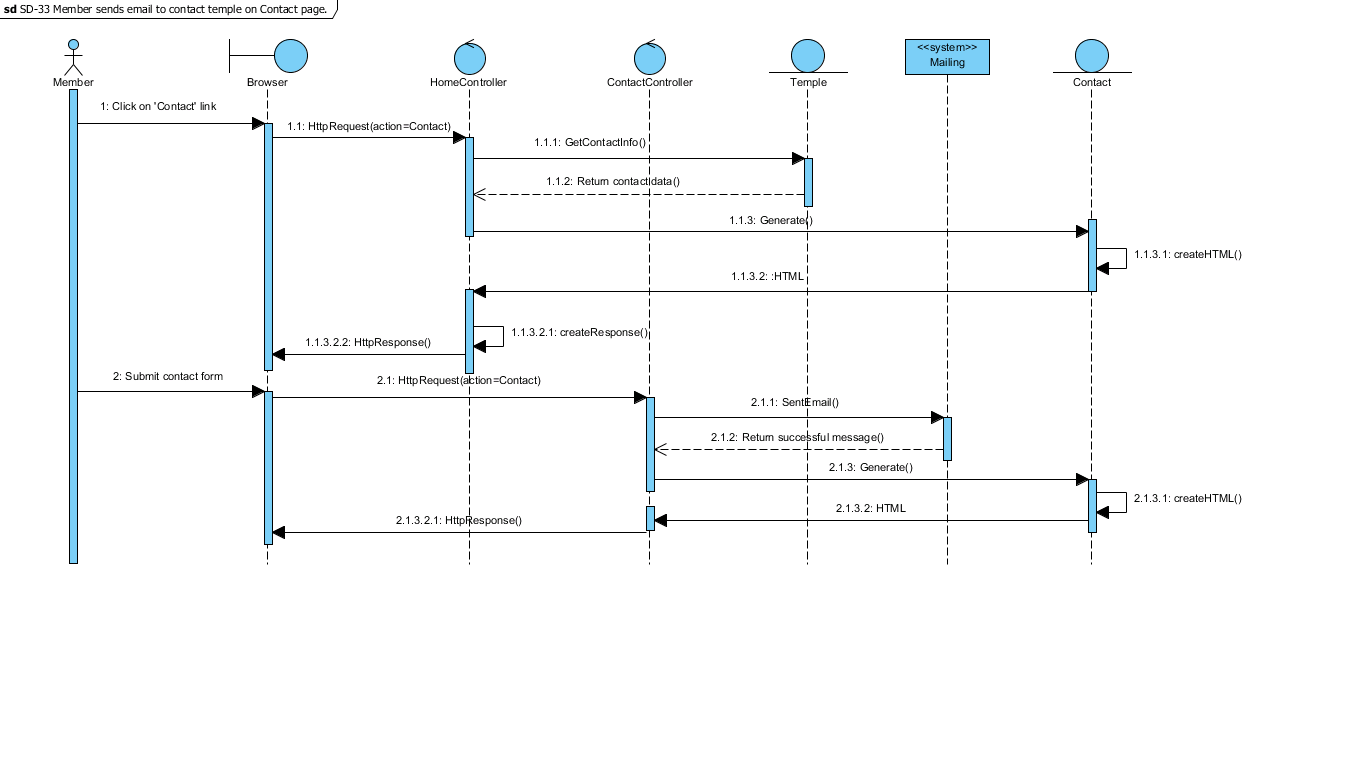 sd SD-33 Member sends email to contact temple on Contact page.
<<system>>
Mailing
Member
Browser
HomeController
ContactController
Temple
Contact
1: Click on 'Contact' link
1.1: HttpRequest(action=Contact)
1.1.1: GetContactInfo()
1.1.2: Return contact data()
1.1.3: Generate()
1.1.3.1: createHTML()
1.1.3.2: :HTML
1.1.3.2.1: createResponse()
1.1.3.2.2: HttpResponse()
2: Submit contact form
2.1: HttpRequest(action=Contact)
2.1.1: SentEmail()
2.1.2: Return successful message()
2.1.3: Generate()
2.1.3.1: createHTML()
2.1.3.2: HTML
2.1.3.2.1: HttpResponse()